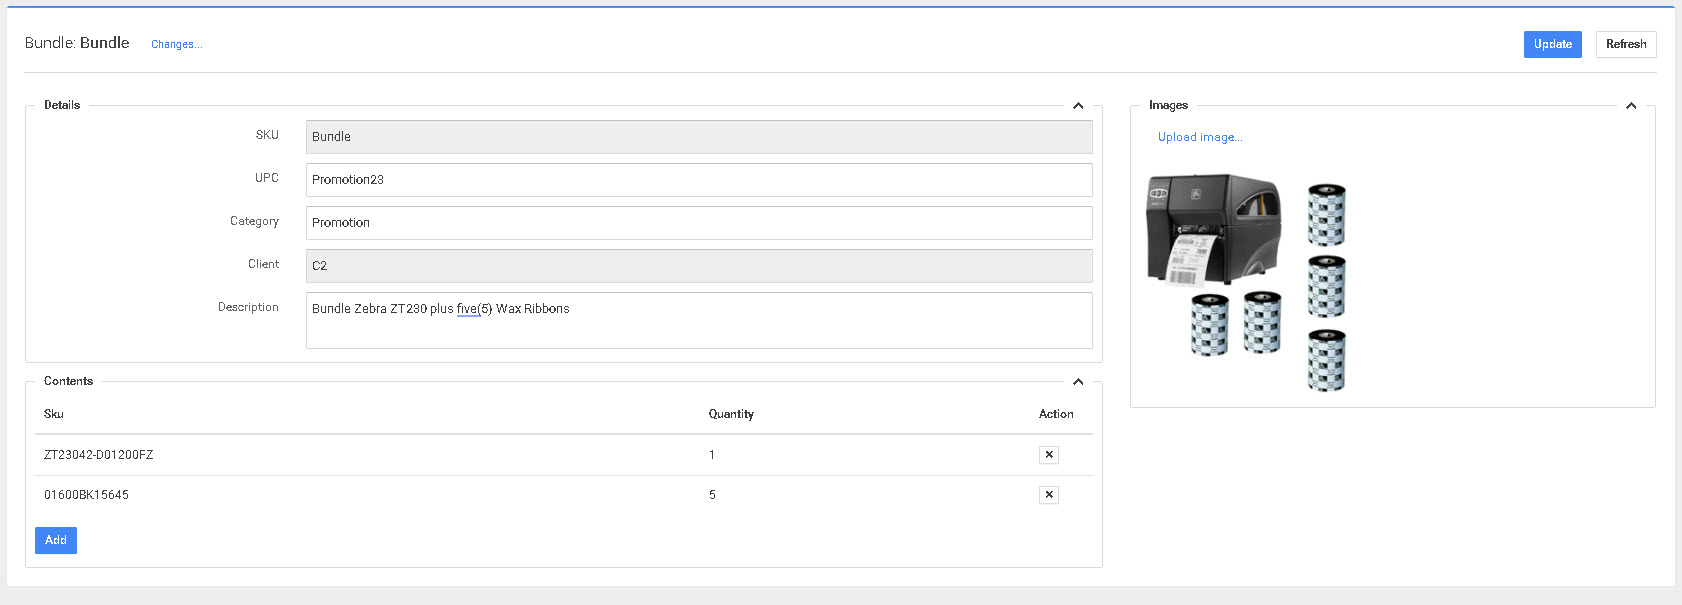 Bundle: Bundle Changes...
Update Refresh
Details
SKU Bundle
UPC Promotion23
Category Promotion
Client C2
Description Bundle Zebra ZT230 plus five(5) Wax Ribbons
Contents
Sku Quantity Action
ZT23042-D01200FZ 1
01600BK15645 5
Add
Images
Upload image...